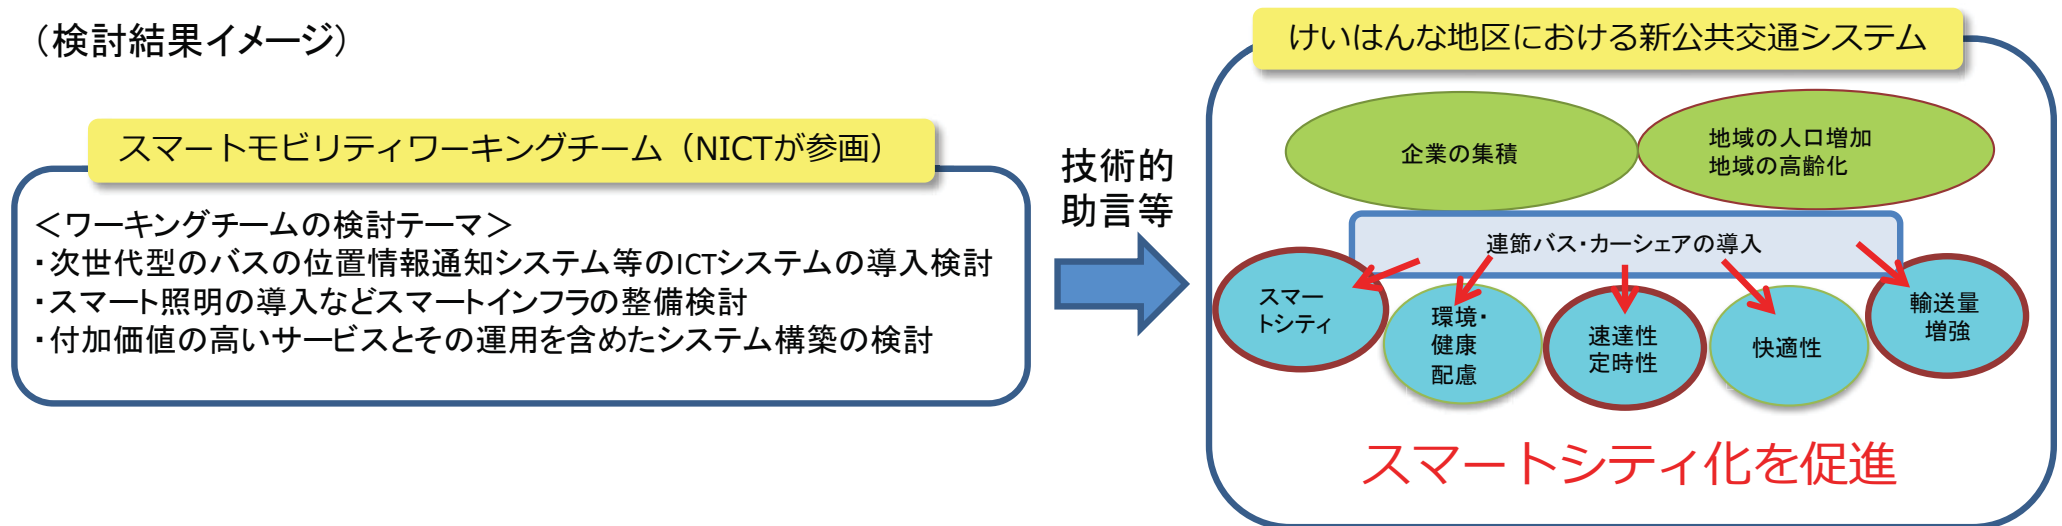 （検討結果イメージ）
スマートモビリティワーキングチーム（NICTが参画）
＜ワーキングチームの検討テーマ＞
・次世代型のバスの位置情報通知システム等のICTシステムの導入検討
・スマート照明の導入などスマートインフラの整備検討
・付加価値の高いサービスとその運用を含めたシステム構築の検討
技術的
助言等
けいはんな地区における新公共交通システム
企業の集積
地域の人口増加
地域の高齢化
連節バス・カーシェアの導入
スマー
トシティ
環境・
健康
配慮
速達性
定時性
快適性
輸送量
増強
スマートシティ化を促進